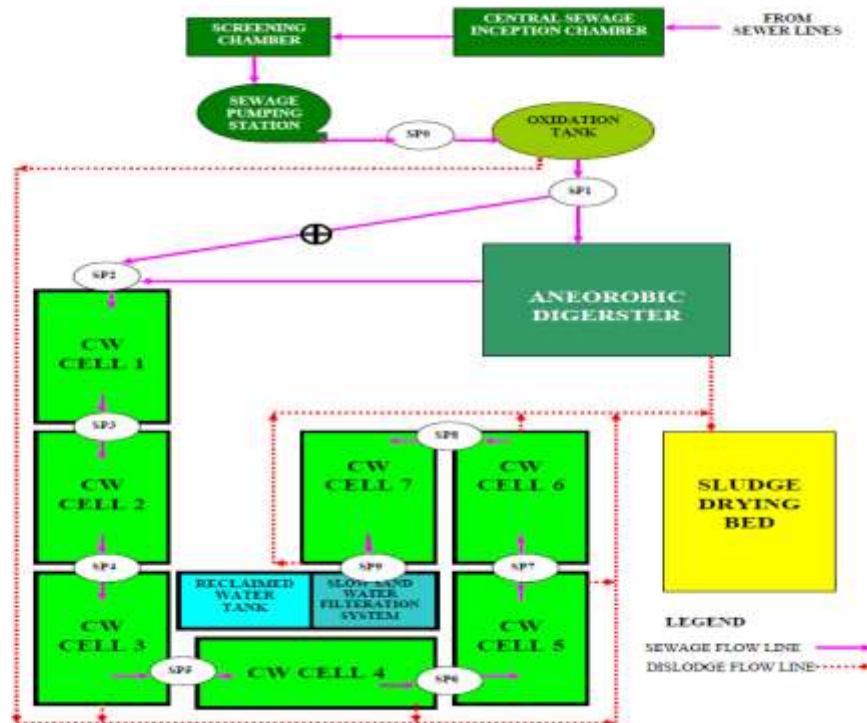 SCREENING
CHAMBER
CENTRAL SEWAGE
INCEPTION CHAMBER
FROM
SEWER LINES
SEWAGE
PUMPING
STATION
SP0
OXIDATION
TANK
SP1
SP2
ANEOROBIC
DIGERSTER
CW
CELL 1
SP3
CW
CELL 2
SP4
CW
CELL 3
SP5
CW CELL 4
SP6
CW
CELL 5
SP7
CW
CELL 6
SP8
CW
CELL 7
SP9
RECLAIMED
WATER
TANK
SLOW SAND
WATER
FILTERATION
SYSTEM
SLUDGE
DRYING
BED
LEGEND
SEWAGE FLOW LINE
DISLODGE FLOW LINE